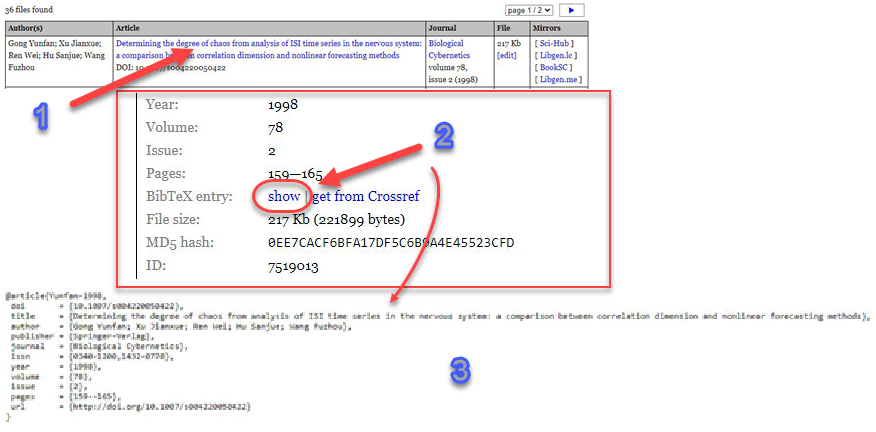 36 files found
page 1 / 2
Author(s) Article Journal File Mirrors
Gong Yunfan; Xu Jianxue; Determining the degree of chaos from analysis of ISI time series in the nervous system: Biological 217 Kb [ Sci-Hub ]
Ren Wei; Hu Sanjue; Wang a comparison between correlation dimension and nonlinear forecasting methods Cybernetics [edit] [ Libgen.lc ]
Fuzhou DOI: 10.1007/s004220050422 volume 78, [ BookSC ]
issue 2 (1998) [ Libgen.me ]
1
Year: 1998
Volume: 78
2
Issue: 2
Pages: 159—165
BibTeX entry: show | get from Crossref
File size: 217 Kb (221899 bytes)
MD5 hash: 0EE7CACF6BFA17DF5C6B9A4E45523CFD
ID: 7519013
@article{Yunfan-1998,
doi = {10.1007/s004220050422},
title = {Determining the degree of chaos from analysis of ISI time series in the nervous system: a comparison between correlation dimension and nonlinear forecasting methods},
author = {Gong Yunfan; Xu Jianxue; Ren Wei; Hu Sanjue; Wang Fuzhou},
publisher = {Springer-Verlag},
journal = {Biological Cybernetics},
issn = {0340-1200,1432-0770},
year = {1998},
volume = {78},
issue = {2},
pages = {159--165},
url = {http://doi.org/10.1007/s004220050422}
}
3